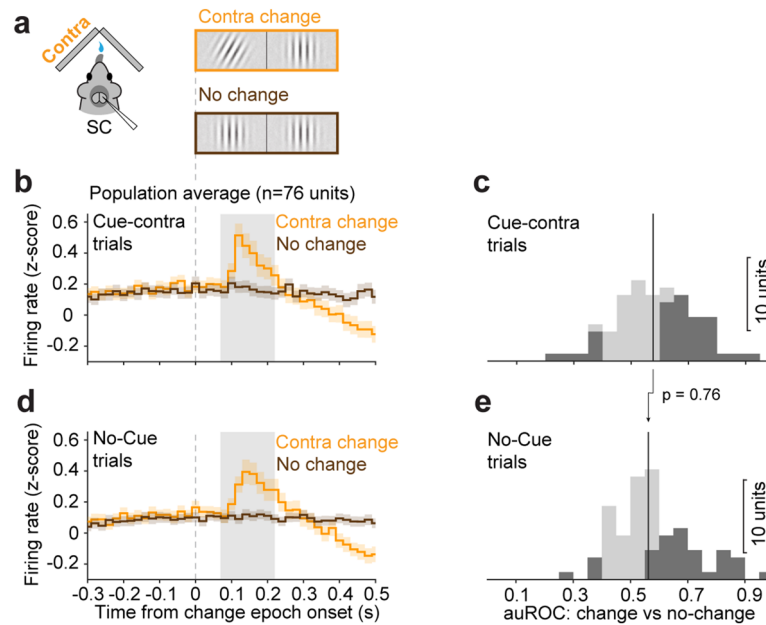 a
Contra
SC
Contra change
No change
b
Population average (n=76 units)
Firing rate (z-score)
0.6
0.4
0.2
0
-0.2
Cue-contra
trials
Contra change
No change
c
Cue-contra
trials
10 units
p = 0.76
d
Firing rate (z-score)
0.6
0.4
0.2
0
-0.2
No-Cue
trials
Contra change
No change
-0.3 -0.2 -0.1 0 0.1 0.2 0.3 0.4 0.5
Time from change epoch onset (s)
e
No-Cue
trials
10 units
0.1 0.3 0.5 0.7 0.9
auROC: change vs no-change